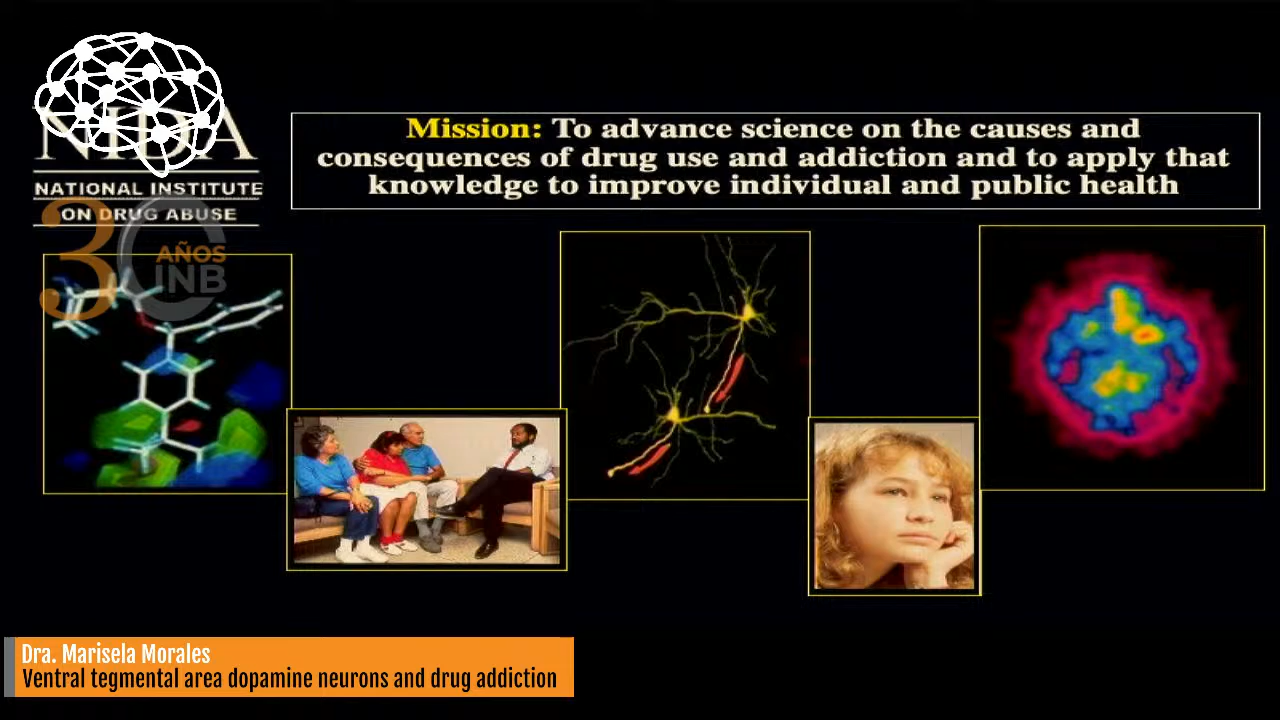 NIDA
NATIONAL INSTITUTE
ON DRUG ABUSE
Mission: To advance science on the causes and
consequences of drug use and addiction and to apply that
knowledge to improve individual and public health
30
AÑOS
INB
Dra. Marisela Morales
Ventral tegmental area dopamine neurons and drug addiction